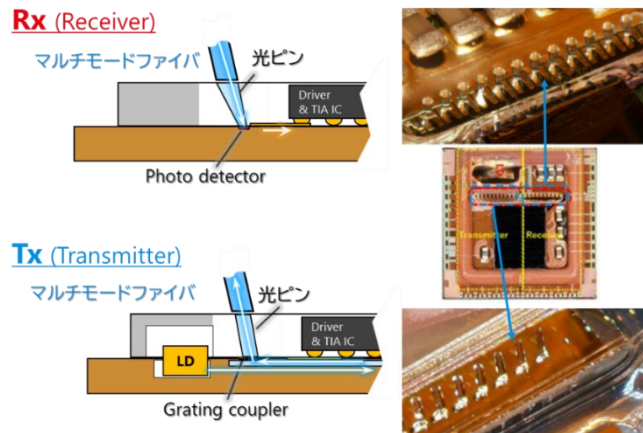 Rx (Receiver)
マルチモードファイバ
光ピン
Driver
& TIA IC
Photo detector
Tx (Transmitter)
マルチモードファイバ
光ピン
Driver
& TIA IC
LD
Grating coupler
Transmitter
Receiver